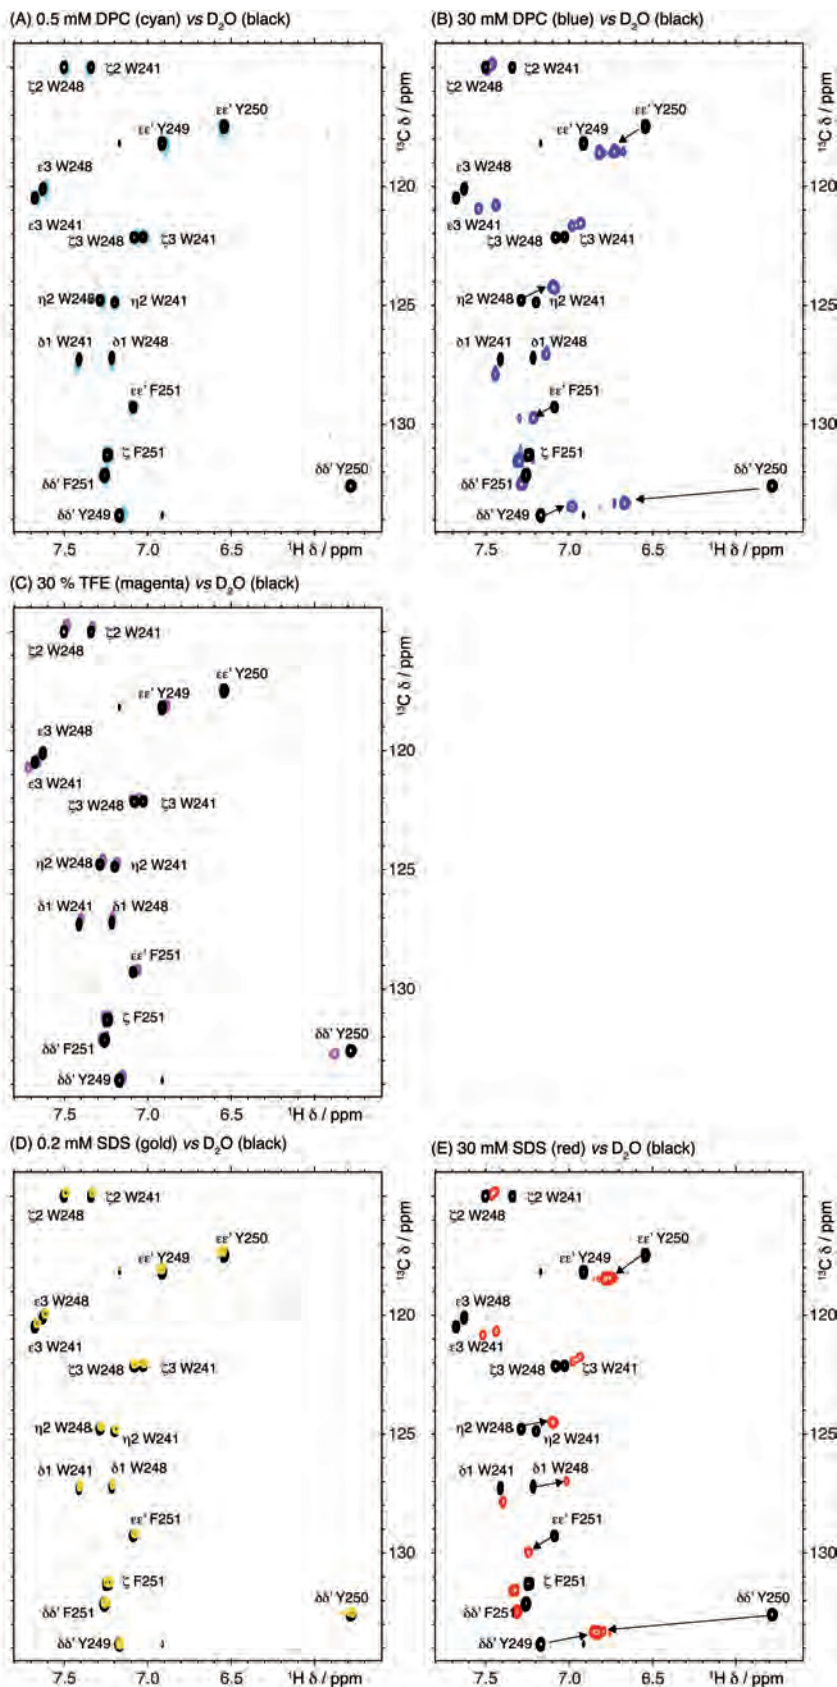 (A) 0.5 mM DPC (cyan) vs D₂O (black)
ζ2 W241
ζ2 W248
εε' Y250
εε' Y249
ε3 W248
ε3 W241
ζ3 W248 ζ3 W241
η2 W248 η2 W241
δ1 W241 δ1 W248
εε' F251
ζ F251
δδ' F251
δδ' Y250
δδ' Y249
¹³C δ / ppm
120
125
130
7.5 7.0 6.5 ¹H δ / ppm
(B) 30 mM DPC (blue) vs D₂O (black)
ζ2 W241
ζ2 W248
εε' Y250
εε' Y249
ε3 W248
ε3 W241
ζ3 W248 ζ3 W241
η2 W248 η2 W241
δ1 W241 δ1 W248
εε' F251
ζ F251
δδ' F251
δδ' Y250
δδ' Y249
¹³C δ / ppm
120
125
130
7.5 7.0 6.5 ¹H δ / ppm
(C) 30 % TFE (magenta) vs D₂O (black)
ζ2 W241
ζ2 W248
εε' Y250
εε' Y249
ε3 W248
ε3 W241
ζ3 W248 ζ3 W241
η2 W248 η2 W241
δ1 W241 δ1 W248
εε' F251
ζ F251
δδ' F251
δδ' Y250
δδ' Y249
¹³C δ / ppm
120
125
130
7.5 7.0 6.5 ¹H δ / ppm
(D) 0.2 mM SDS (gold) vs D₂O (black)
ζ2 W241
ζ2 W248
εε' Y250
εε' Y249
ε3 W248
ε3 W241
ζ3 W248 ζ3 W241
η2 W248 η2 W241
δ1 W241 δ1 W248
εε' F251
ζ F251
δδ' F251
δδ' Y250
δδ' Y249
¹³C δ / ppm
120
125
130
7.5 7.0 6.5 ¹H δ / ppm
(E) 30 mM SDS (red) vs D₂O (black)
ζ2 W241
ζ2 W248
εε' Y250
εε' Y249
ε3 W248
ε3 W241
ζ3 W248 ζ3 W241
η2 W248 η2 W241
δ1 W241 δ1 W248
εε' F251
ζ F251
δδ' F251
δδ' Y250
δδ' Y249
¹³C δ / ppm
120
125
130
7.5 7.0 6.5 ¹H δ / ppm